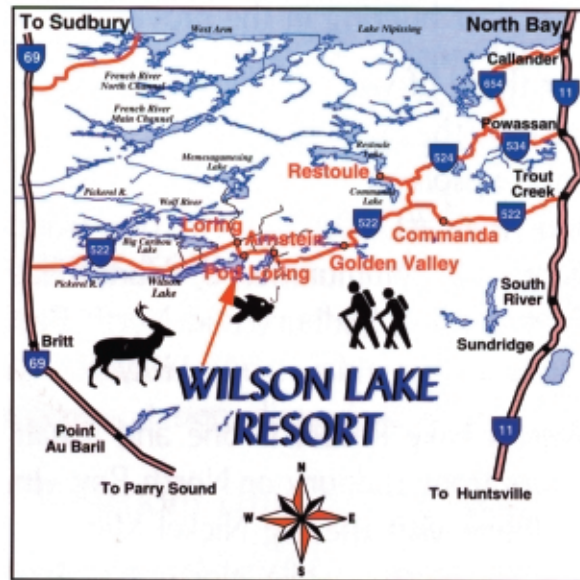 To Sudbury
West Arm
Lake Nipissing
North Bay
69
French River
North Channel
Callander
654
11
French River
Main Channel
Powassan
534
Restoule
Lake
524
Memesagamesing
Lake
Restoule
Trout
Creek
Pickerel R.
Wolf River
Commanda
Lake
522
522
Loring
Arnstein
Commanda
522
Big Caribou
Lake
Port Loring
Golden Valley
Pickerel R.
Wilson
Lake
South
River
Britt
Sundridge
69
WILSON LAKE
RESORT
Point
Au Baril
11
To Parry Sound
N
To Huntsville
W
E
S